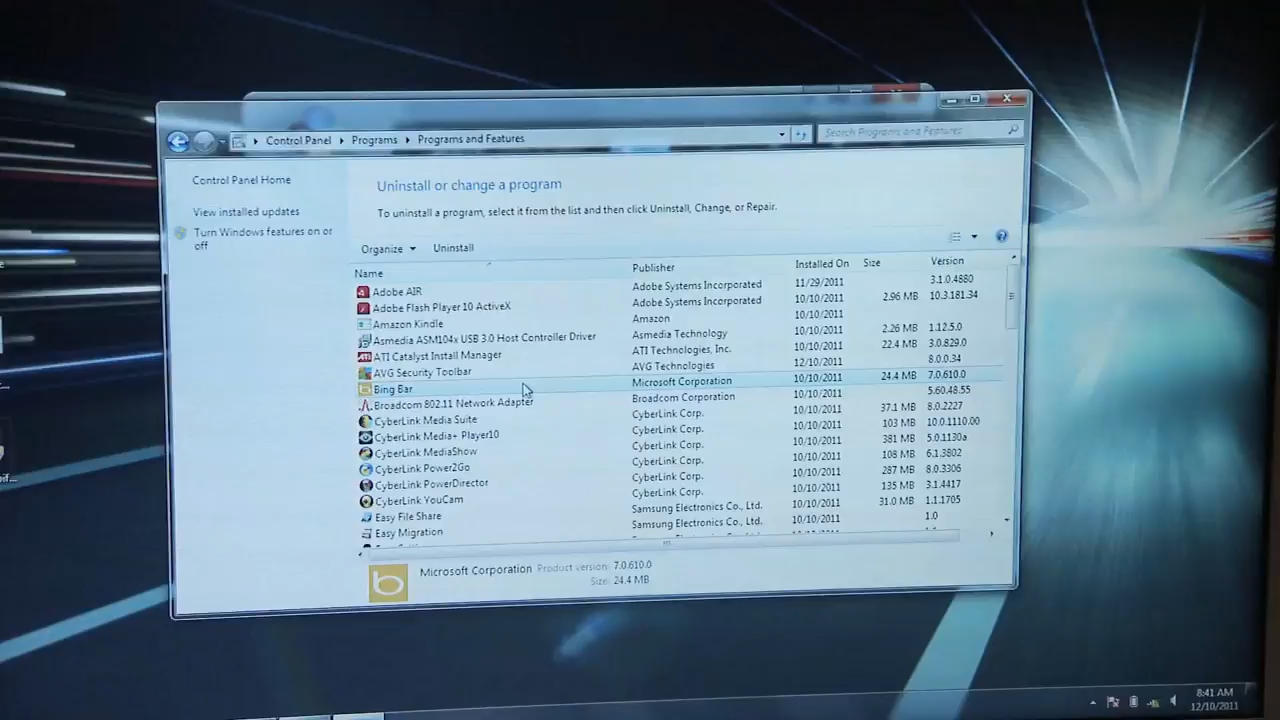 Control Panel Programs Programs and Features Search Programs and Features
Control Panel Home
View installed updates
Turn Windows features on or
off
Uninstall or change a program
To uninstall a program, select it from the list and then click Uninstall, Change, or Repair.
Organize Uninstall
Name Publisher Installed On Size Version
Adobe AIR Adobe Systems Incorporated 11/29/2011 3.1.0.4880
Adobe Flash Player 10 ActiveX Adobe Systems Incorporated 10/10/2011 2.96 MB 10.3.181.34
Amazon Kindle Amazon 10/10/2011
Asmedia ASM104x USB 3.0 Host Controller Driver Asmedia Technology 10/10/2011 2.26 MB 1.12.5.0
ATI Catalyst Install Manager ATI Technologies, Inc. 10/10/2011 22.4 MB 3.0.829.0
AVG Security Toolbar AVG Technologies 12/10/2011 8.0.0.34
Bing Bar Microsoft Corporation 10/10/2011 24.4 MB 7.0.610.0
Broadcom 802.11 Network Adapter Broadcom Corporation 10/10/2011 5.60.48.55
CyberLink Media Suite CyberLink Corp. 10/10/2011 37.1 MB 8.0.2227
CyberLink Media+ Player10 CyberLink Corp. 10/10/2011 103 MB 10.0.1110.00
CyberLink MediaShow CyberLink Corp. 10/10/2011 381 MB 5.0.1130a
CyberLink Power2Go CyberLink Corp. 10/10/2011 108 MB 6.1.3802
CyberLink PowerDirector CyberLink Corp. 10/10/2011 287 MB 8.0.3306
CyberLink YouCam CyberLink Corp. 10/10/2011 135 MB 3.1.4417
Easy File Share Samsung Electronics Co., Ltd. 10/10/2011 31.0 MB 1.1.1705
Easy Migration Samsung Electronics Co., Ltd. 10/10/2011 1.0
Microsoft Corporation Product version: 7.0.610.0
Size: 24.4 MB
8:41 AM
12/10/2011